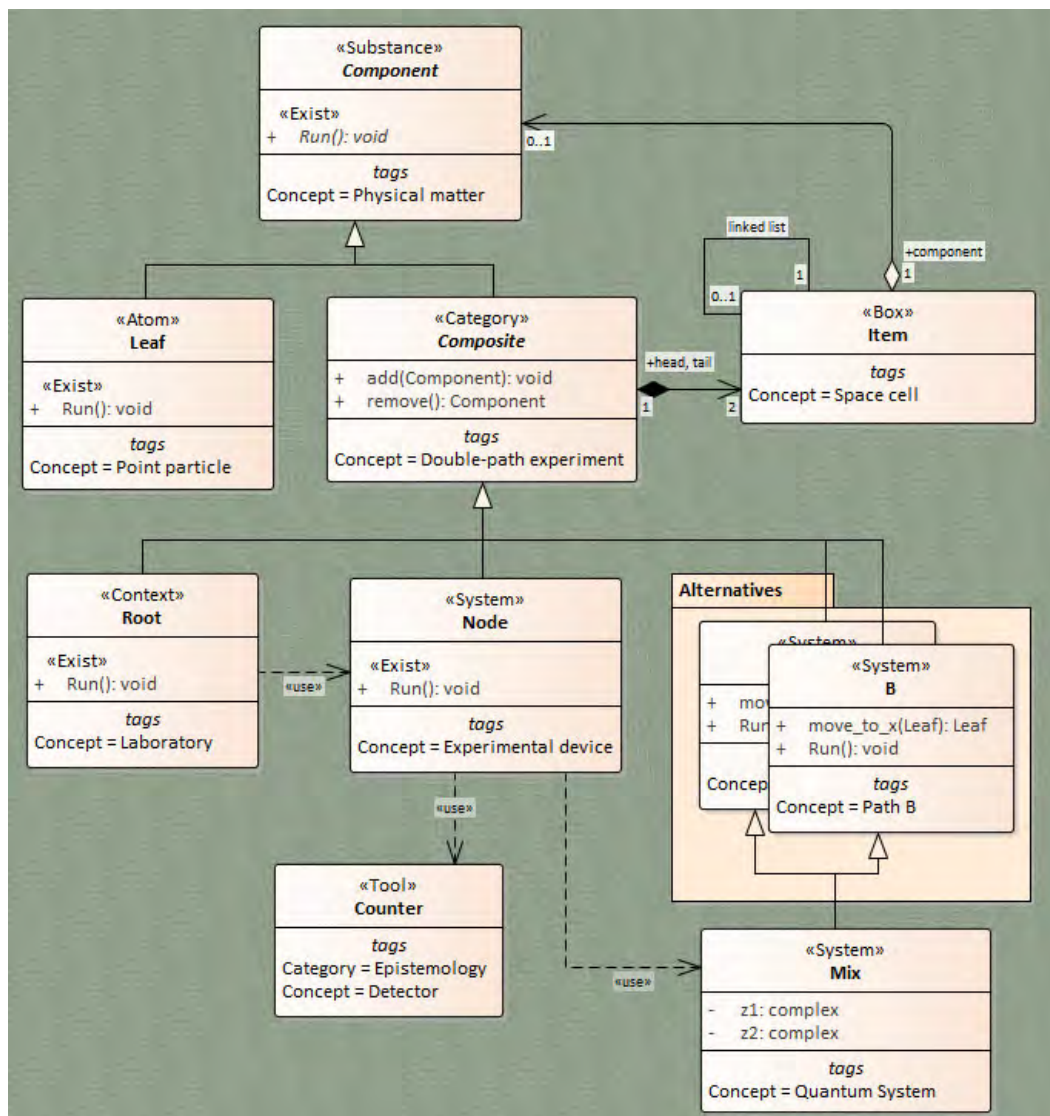 «Substance»
Component
«Exist»
+ Run(): void
tags
Concept = Physical matter
0..1
linked list
1
0..1
+component
1
«Atom»
Leaf
«Exist»
+ Run(): void
tags
Concept = Point particle
«Category»
Composite
+ add(Component): void
+ remove(): Component
tags
Concept = Double-path experiment
+head, tail
1
2
«Box»
Item
tags
Concept = Space cell
«Context»
Root
«Exist»
+ Run(): void
tags
Concept = Laboratory
«use»
«System»
Node
«Exist»
+ Run(): void
tags
Concept = Experimental device
Alternatives
«System»
+ mov
+ Run
Concep
«System»
B
+ move_to_x(Leaf): Leaf
+ Run(): void
tags
Concept = Path B
«use»
«Tool»
Counter
tags
Category = Epistemology
Concept = Detector
«use»
«System»
Mix
- z1: complex
- z2: complex
tags
Concept = Quantum System